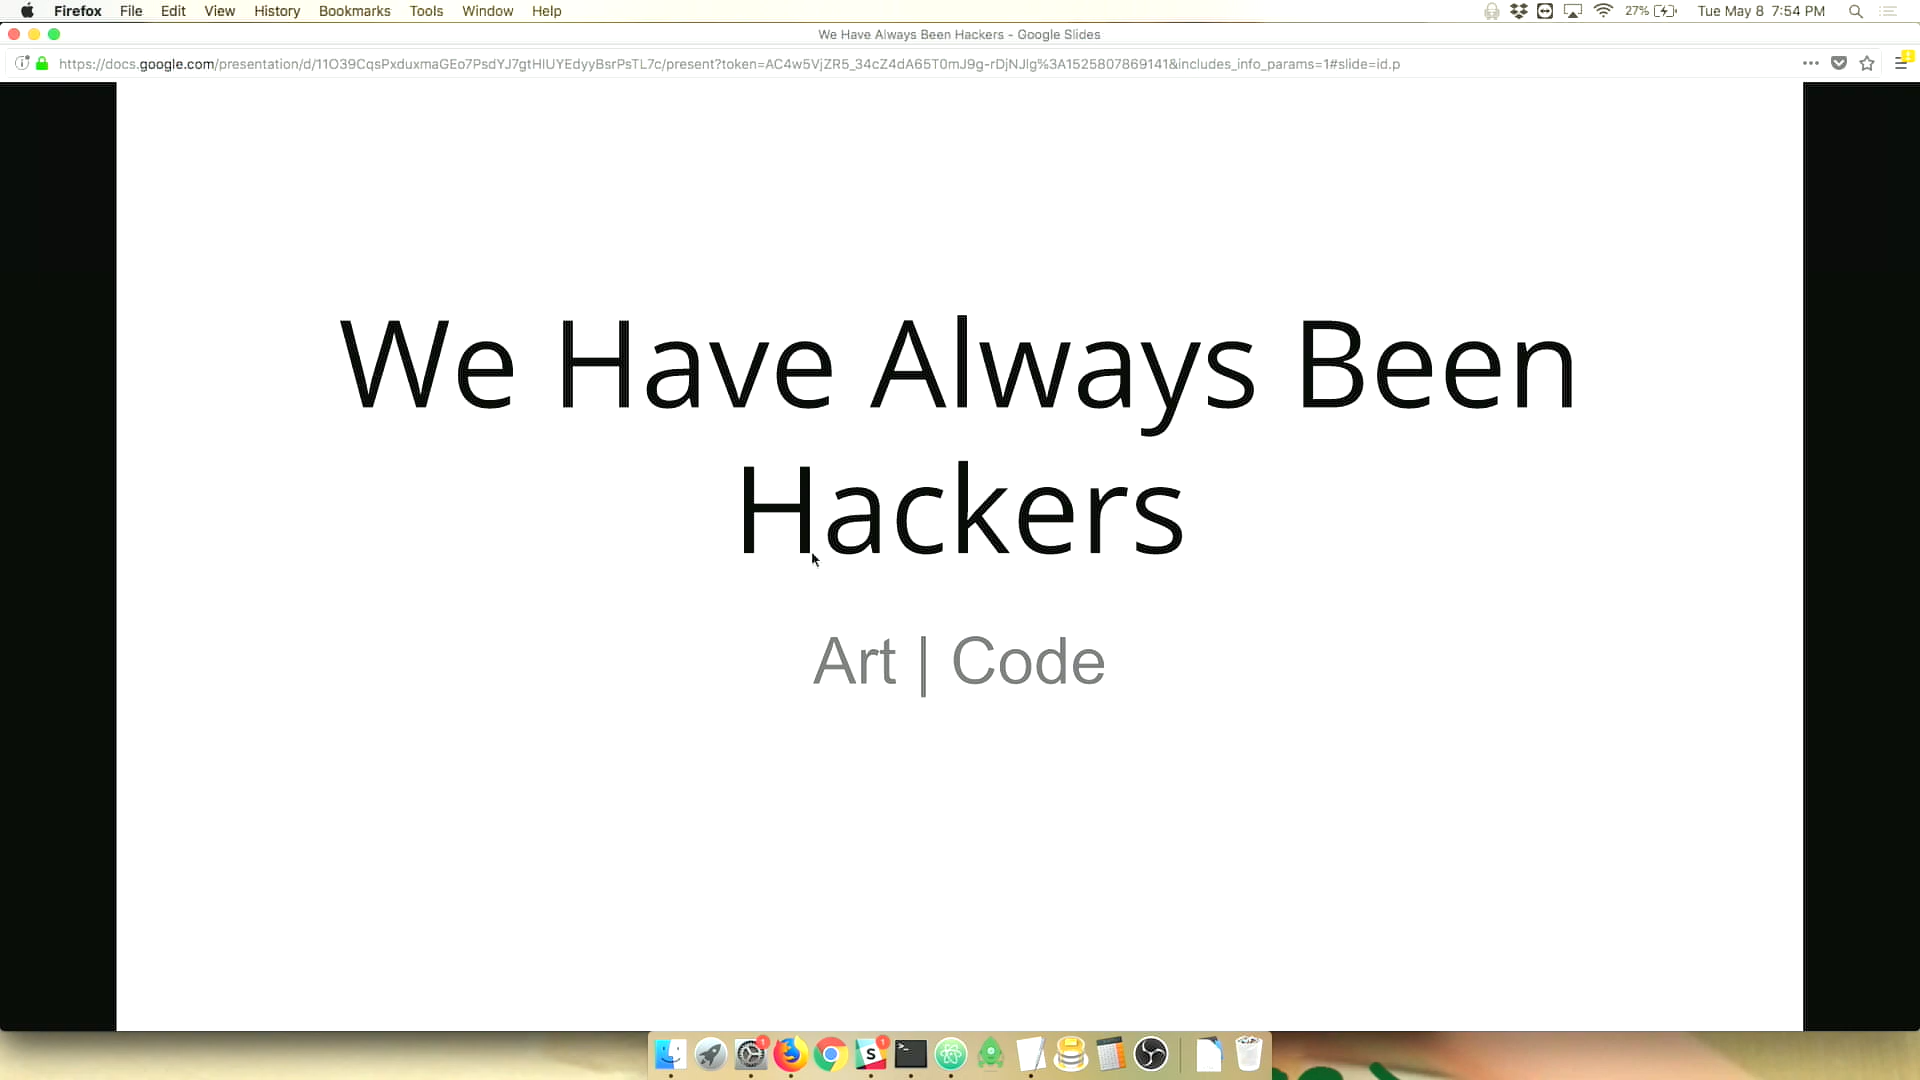 Firefox File Edit View History Bookmarks Tools Window Help 27% Tue May 8 7:54 PM
We Have Always Been Hackers - Google Slides
https://docs.google.com/presentation/d/11O39CqsPxduxmaGEo7PsdYJ7gtHIUYEdyyBsrPsTL7c/present?token=AC4w5VjZR5_34cZ4dA65T0mJ9g-rDjNJIg%3A1525807869141&includes_info_params=1#slide=id.p
We Have Always Been
Hackers
Art | Code